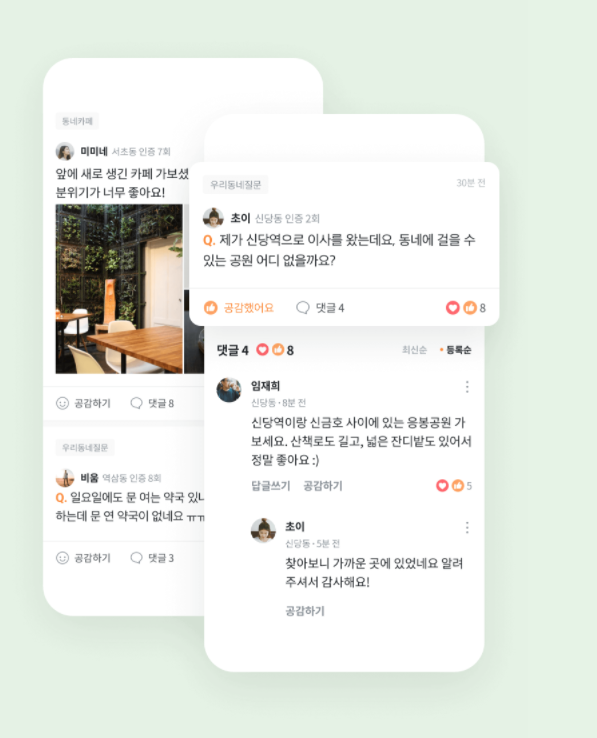 동네카페
미미네 서초동 인증 7회
앞에 새로 생긴 카페 가보셨
분위기가 너무 좋아요!
공감하기 댓글 8
우리동네질문
비움 역삼동 인증 8회
Q. 일요일에도 문 여는 약국 있
하는데 문 연 약국이 없네요 ㅠㅠ
공감하기 댓글 3
우리동네질문 30분 전
초이 신당동 인증 2회
Q. 제가 신당역으로 이사를 왔는데요, 동네에 걸을 수
있는 공원 어디 없을까요?
공감했어요 댓글 4 8
댓글 4 8 최신순 • 등록순
임재희
신당동 · 8분 전
신당역이랑 신금호 사이에 있는 응봉공원 가
보세요. 산책로도 길고, 넓은 잔디밭도 있어서
정말 좋아요 :)
답글쓰기 공감하기 5
초이
신당동 · 5분 전
찾아보니 가까운 곳에 있었네요 알려
주셔서 감사해요!
공감하기